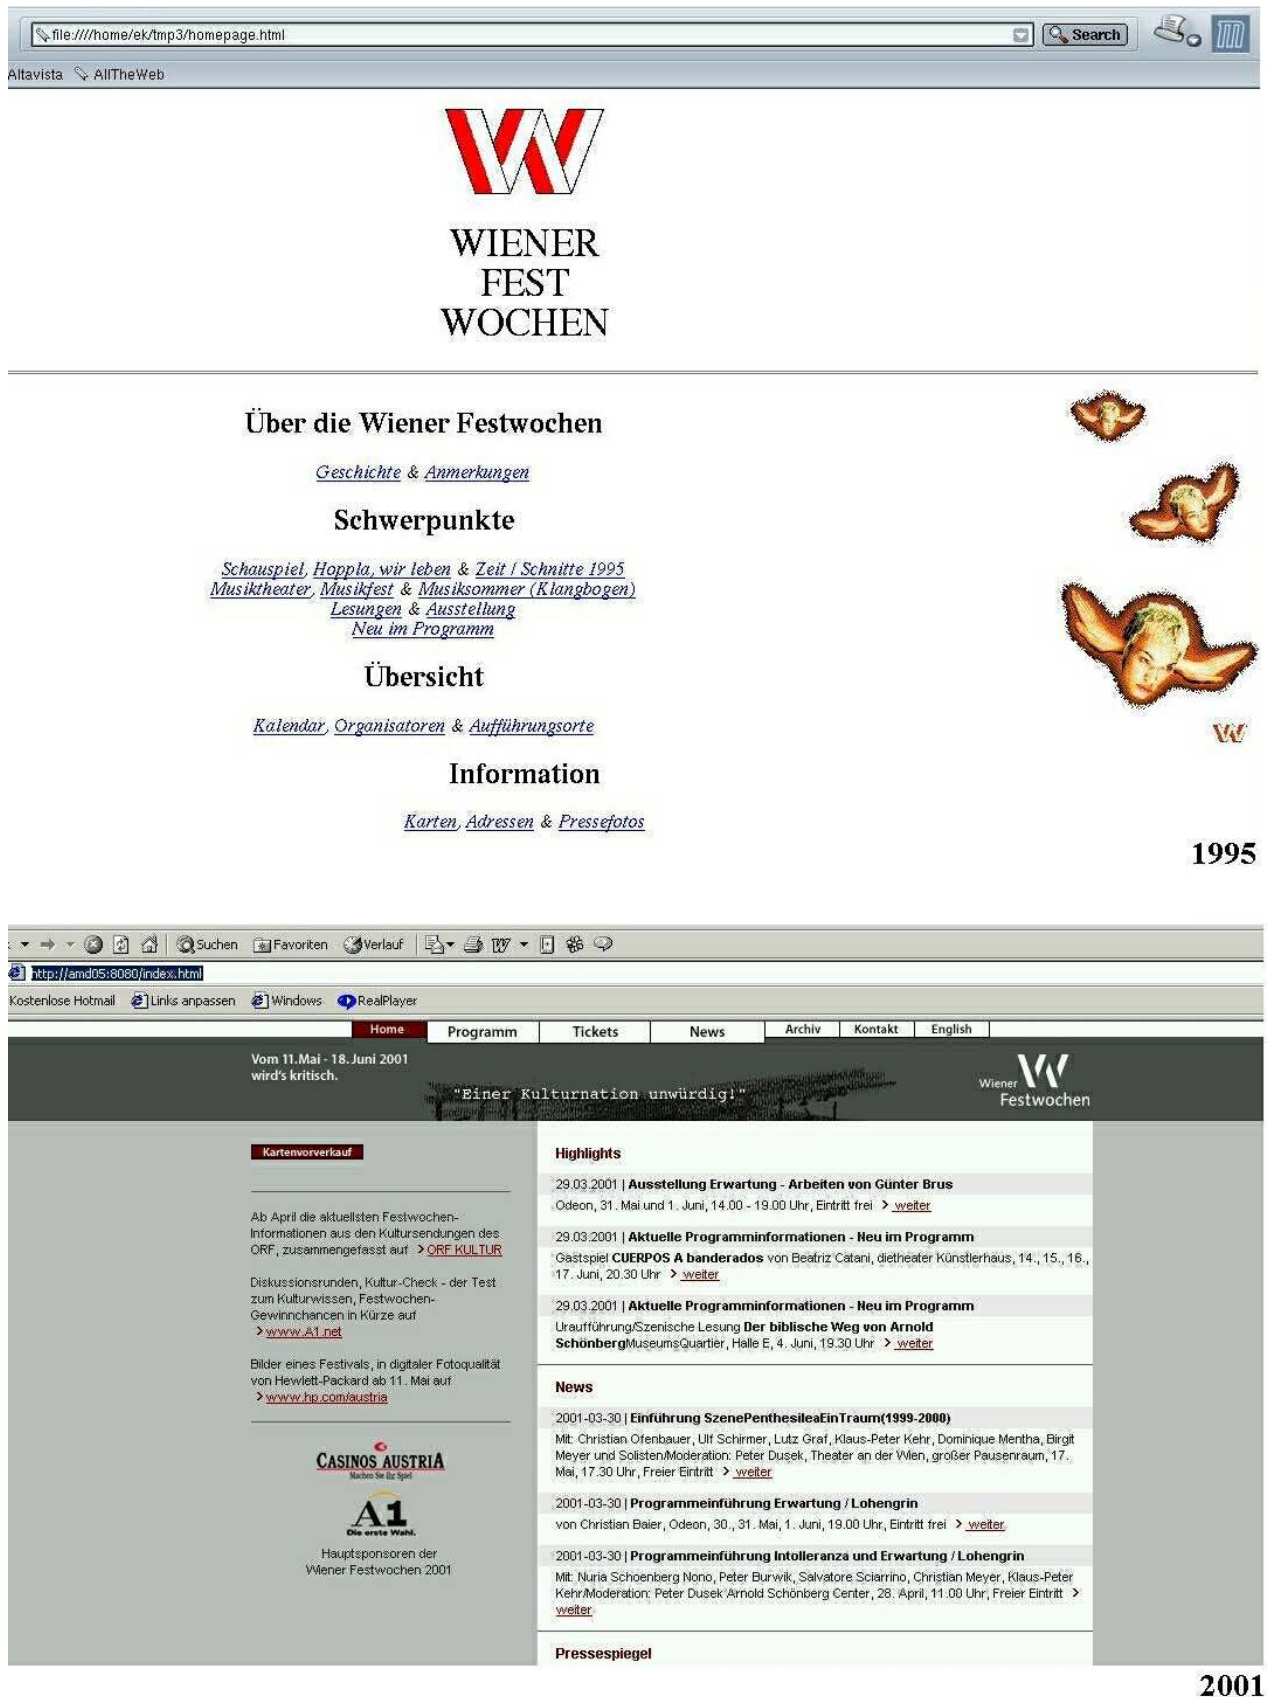 file:////home/ek/tmp3/homepage.html
Search
Altavista AllTheWeb
WIENER
FEST
WOCHEN
Über die Wiener Festwochen
Geschichte & Anmerkungen
Schwerpunkte
Schauspiel, Hoppla, wir leben & Zeit / Schnitte 1995
Musiktheater, Musikfest & Musiksommer (Klangbogen)
Lesungen & Ausstellung
Neu im Programm
Übersicht
Kalendar, Organisatoren & Aufführungsorte
Information
Karten, Adressen & Pressefotos
1995
Suchen Favoriten Verlauf
http://amd05:8080/index.html
Kostenlose Hotmail Links anpassen Windows RealPlayer
Home Programm Tickets News Archiv Kontakt English
Vom 11.Mai - 18.Juni 2001
wird's kritisch.
"Einer Kulturnation unwürdig!"
Wiener
Festwochen
Kartenvorverkauf
Ab April die aktuellsten Festwochen-
Informationen aus den Kultursendungen des
ORF, zusammengefasst auf > ORF KULTUR
Diskussionsrunden, Kultur-Check - der Test
zum Kulturwissen, Festwochen-
Gewinnchancen in Kürze auf
> www.A1.net
Bilder eines Festivals, in digitaler Fotoqualität
von Hewlett-Packard ab 11. Mai auf
> www.hp.com/austria
CASINOS AUSTRIA
Machen Sie Ihr Spiel
A1
Die erste Wahl.
Hauptsponsoren der
Wiener Festwochen 2001
Highlights
29.03.2001 | Ausstellung Erwartung - Arbeiten von Günter Brus
Odeon, 31. Mai und 1. Juni, 14.00 - 19.00 Uhr, Eintritt frei > weiter
29.03.2001 | Aktuelle Programminformationen - Neu im Programm
Gastspiel CUERPOS A banderados von Beatriz Catani, dietheater Künstlerhaus, 14., 15., 16.,
17. Juni, 20.30 Uhr > weiter
29.03.2001 | Aktuelle Programminformationen - Neu im Programm
Uraufführung/Szenische Lesung Der biblische Weg von Arnold
SchönbergMuseumsQuartier, Halle E, 4. Juni, 19.30 Uhr > weiter
News
2001-03-30 | Einführung SzenePenthesileaEinTraum(1999-2000)
Mit: Christian Ofenbauer, Ulf Schirmer, Lutz Graf, Klaus-Peter Kehr, Dominique Mentha, Birgit
Meyer und Solisten/Moderation: Peter Dusek, Theater an der Wien, großer Pausenraum, 17.
Mai, 17.30 Uhr, Freier Eintritt > weiter
2001-03-30 | Programmeinführung Erwartung / Lohengrin
von Christian Baier, Odeon, 30., 31. Mai, 1. Juni, 19.00 Uhr, Eintritt frei > weiter
2001-03-30 | Programmeinführung Intolleranza und Erwartung / Lohengrin
Mit: Nuria Schoenberg Nono, Peter Burwik, Salvatore Sciarrino, Christian Meyer, Klaus-Peter
Kehr/Moderation: Peter Dusek Arnold Schönberg Center, 28. April, 11.00 Uhr, Freier Eintritt >
weiter
Pressespiegel
2001